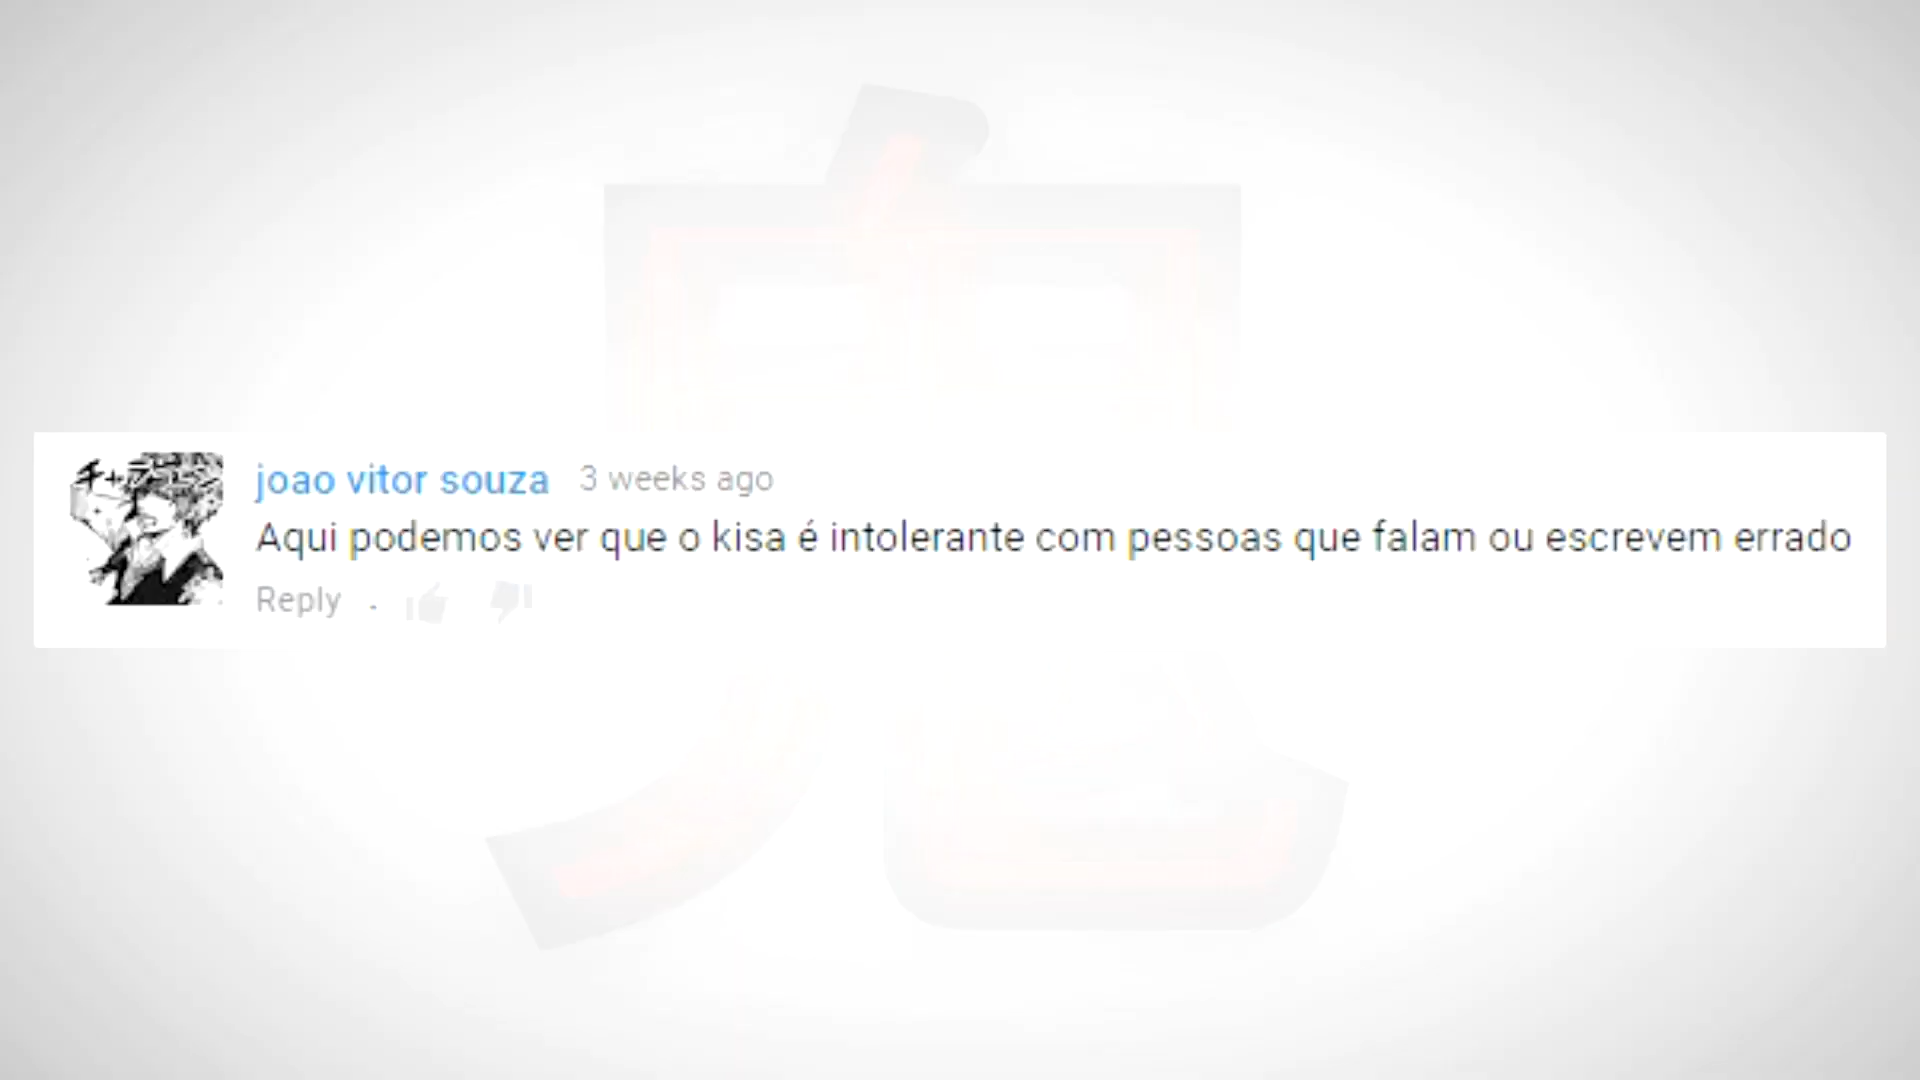 joao vitor souza 3 weeks ago
Aqui podemos ver que o kisa é intolerante com pessoas que falam ou escrevem errado
Reply .